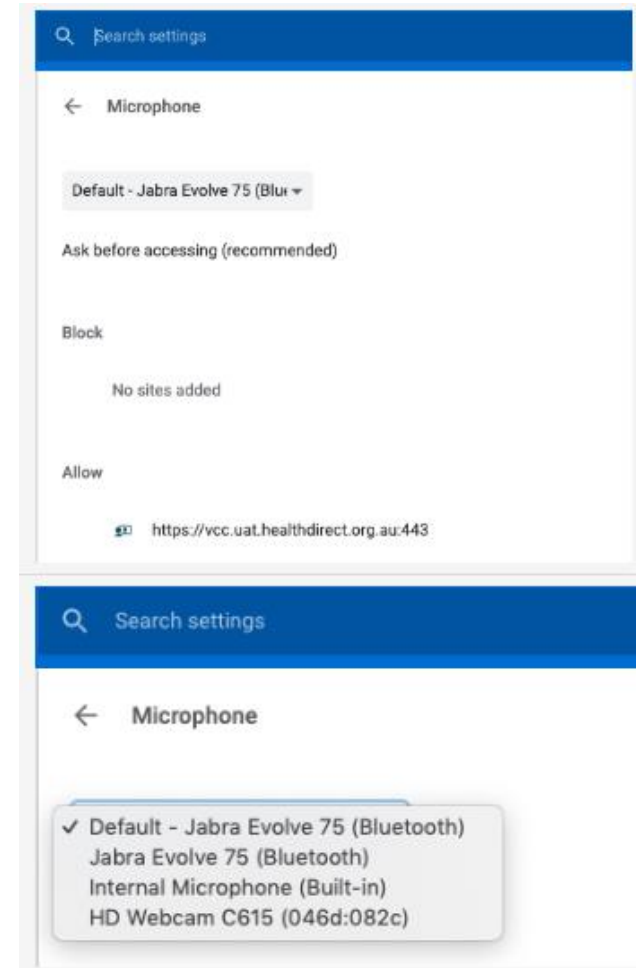 Search settings
Microphone
Default - Jabra Evolve 75 (Blu
Ask before accessing (recommended)
Block
No sites added
Allow
https://vcc.uat.healthdirect.org.au:443
Search settings
Microphone
✓ Default - Jabra Evolve 75 (Bluetooth)
Jabra Evolve 75 (Bluetooth)
Internal Microphone (Built-in)
HD Webcam C615 (046d:082c)